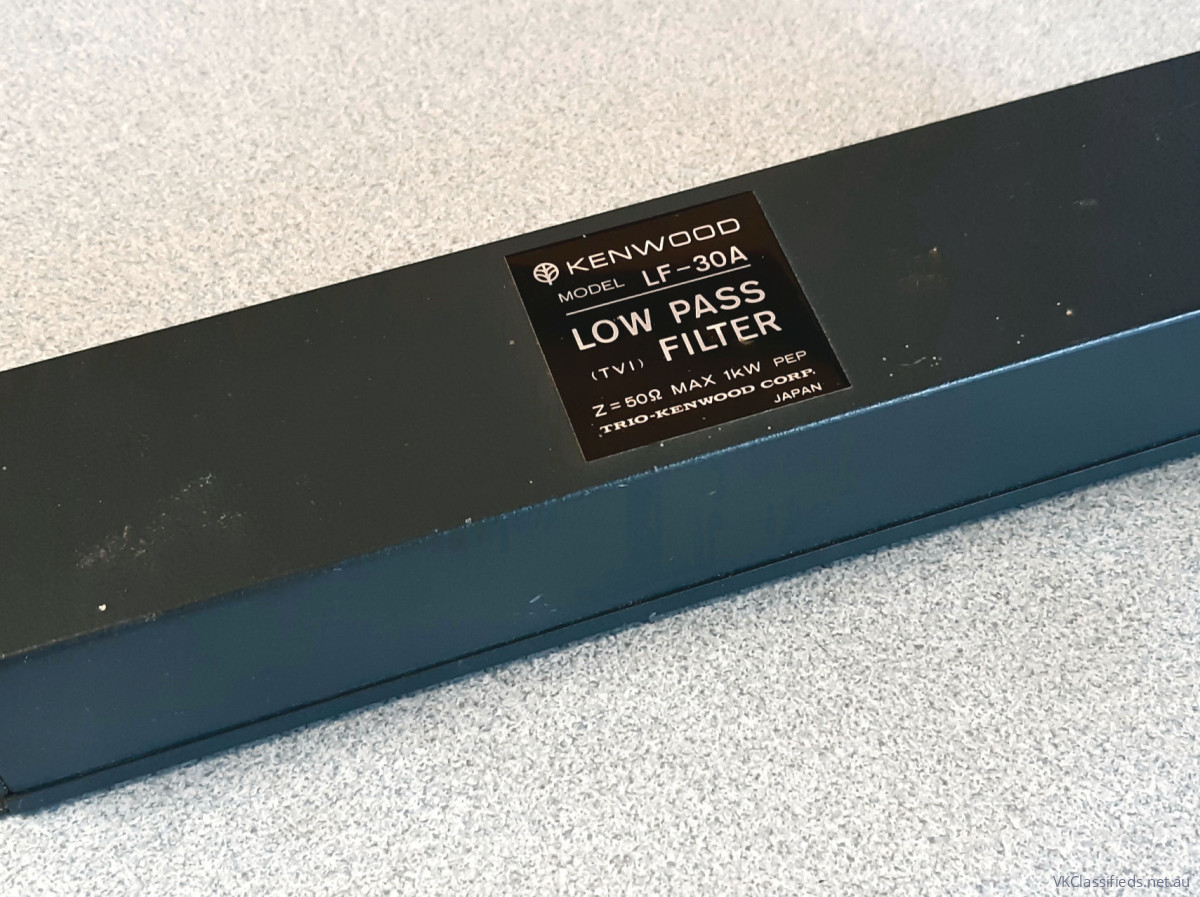 KENWOOD
MODEL LF-30A
LOW PASS
(TVI) FILTER
Z=50Ω MAX 1KW PEP
TRIO-KENWOOD CORP.
JAPAN
VKClassifieds.net.au